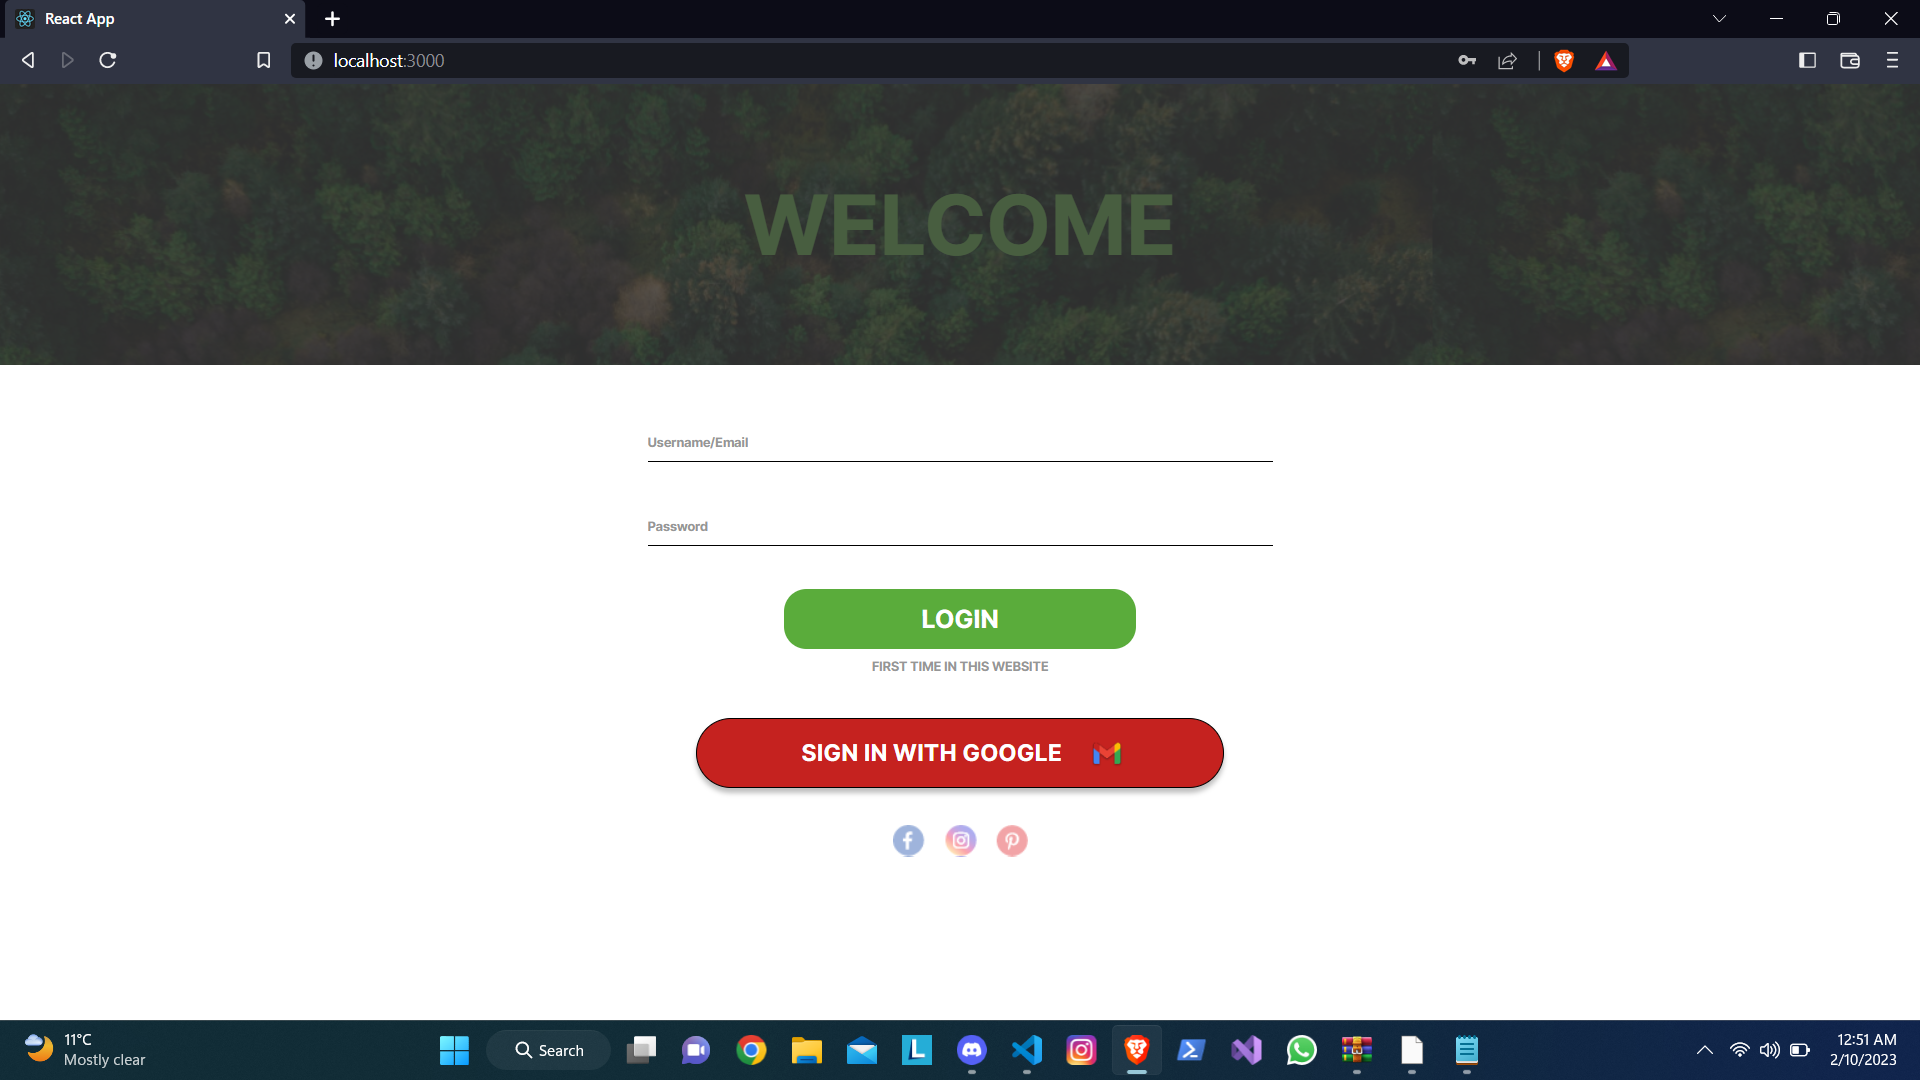 React App
localhost:3000
WELCOME
Username/Email
Password
LOGIN
FIRST TIME IN THIS WEBSITE
SIGN IN WITH GOOGLE
11°C
Mostly clear
Search
L
12:51 AM
2/10/2023